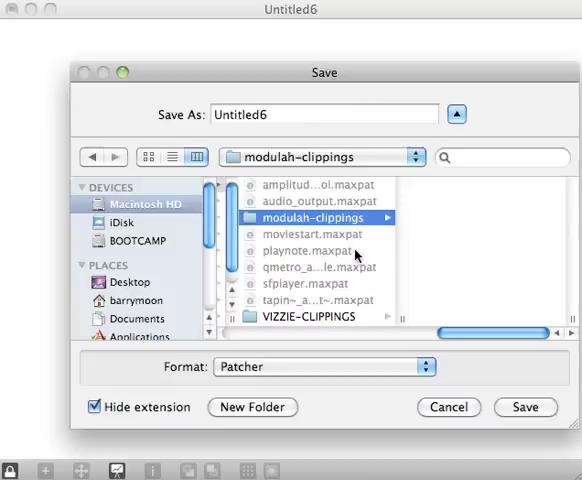 Untitled6
Save
Save As: Untitled6
modulah-clippings
DEVICES
Macintosh HD
iDisk
BOOTCAMP
PLACES
Desktop
barrymoon
Documents
Applications
amplitud...ol.maxpat
audio_output.maxpat
modulah-clippings
moviestart.maxpat
playnote.maxpat
qmetro_a...le.maxpat
sfplayer.maxpat
tapin~_a...t~.maxpat
VIZZIE-CLIPPINGS
Format: Patcher
Hide extension
New Folder
Cancel
Save